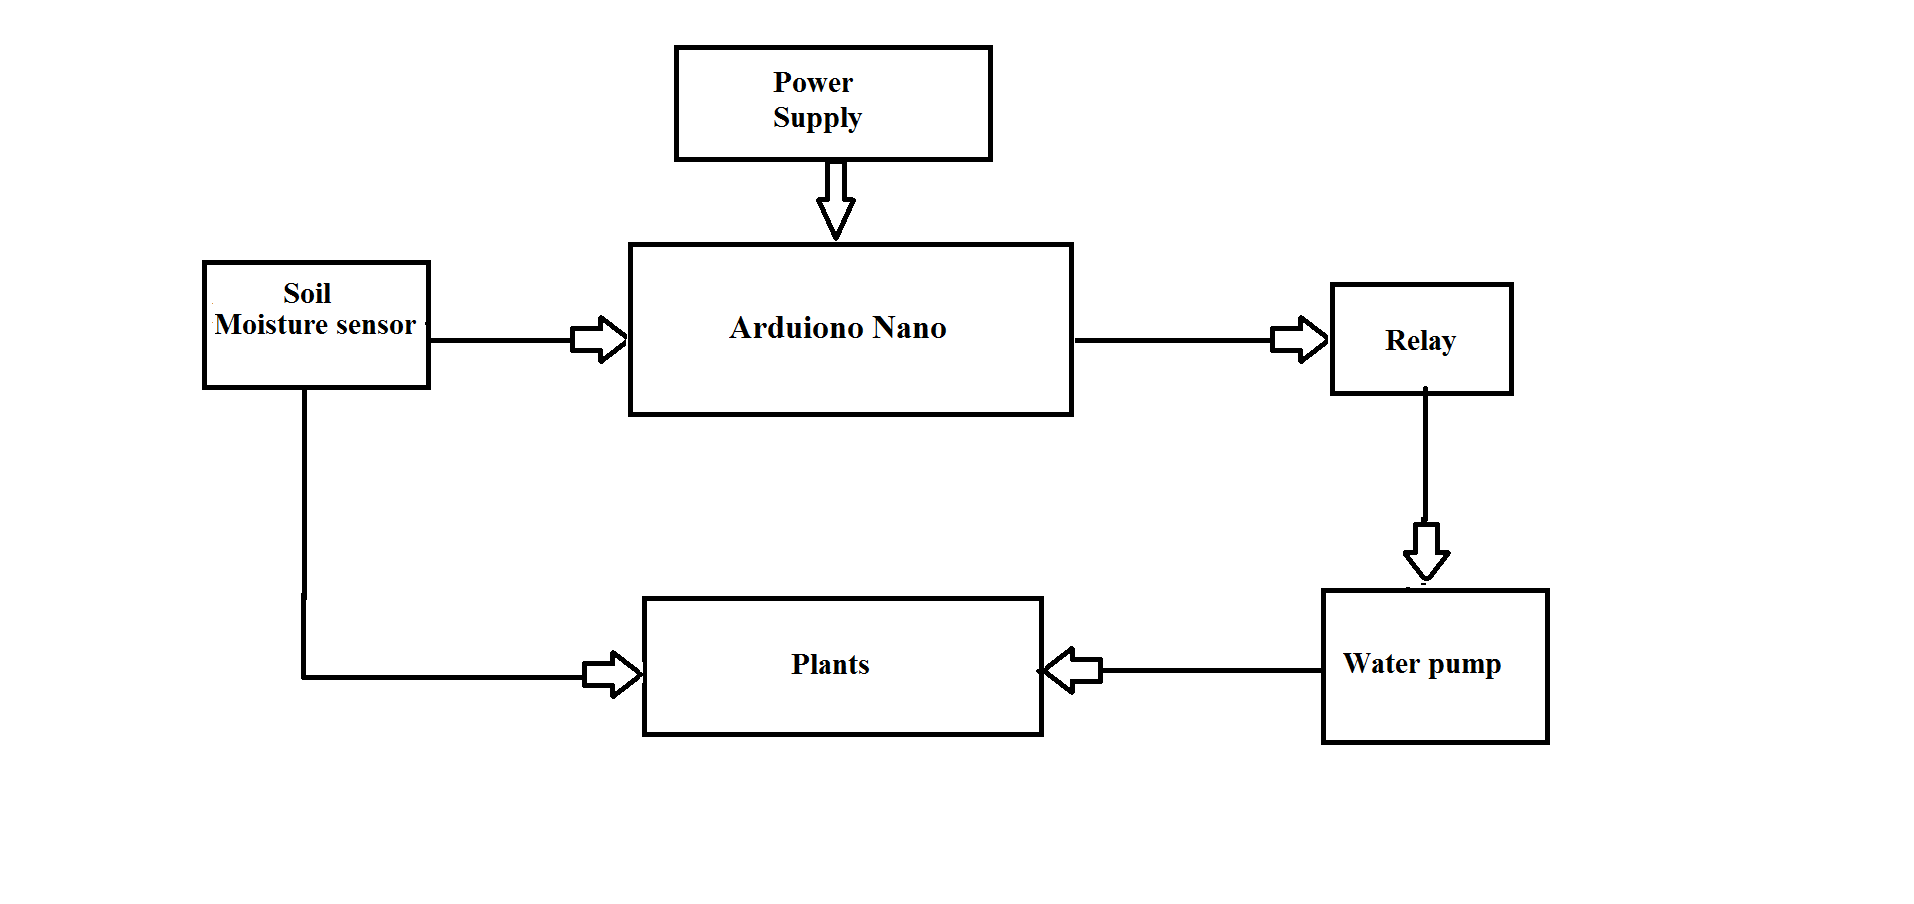 Power
Supply
Soil
Moisture sensor
Arduiono Nano
Relay
Plants
Water pump